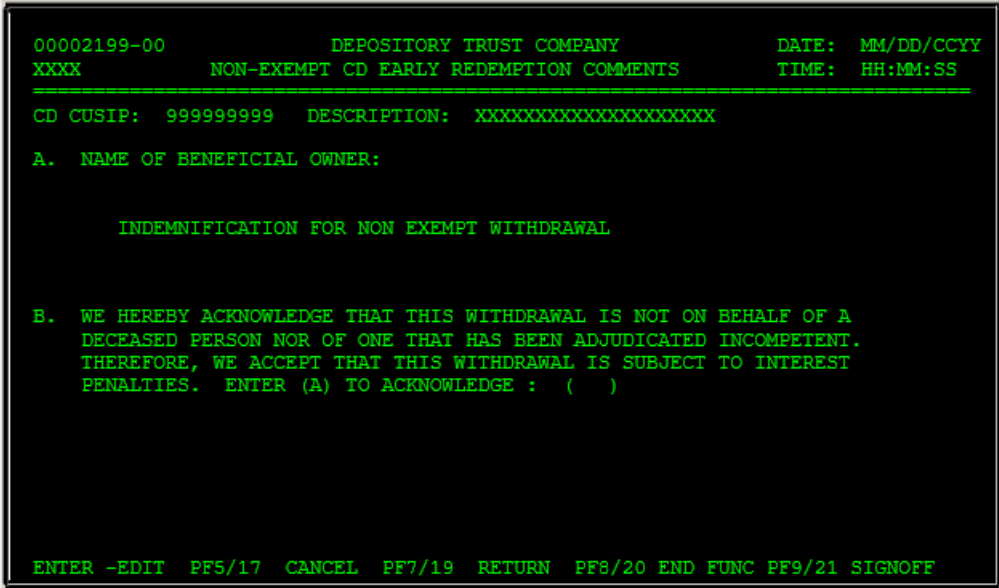 00002199-00 DEPOSITORY TRUST COMPANY DATE: MM/DD/CCYY
XXXX NON-EXEMPT CD EARLY REDEMPTION COMMENTS TIME: HH:MM:SS
==============================================================================
CD CUSIP: 999999999 DESCRIPTION: XXXXXXXXXXXXXXXXXXXX
A. NAME OF BENEFICIAL OWNER:
INDEMNIFICATION FOR NON EXEMPT WITHDRAWAL
B. WE HEREBY ACKNOWLEDGE THAT THIS WITHDRAWAL IS NOT ON BEHALF OF A
DECEASED PERSON NOR OF ONE THAT HAS BEEN ADJUDICATED INCOMPETENT.
THEREFORE, WE ACCEPT THAT THIS WITHDRAWAL IS SUBJECT TO INTEREST
PENALTIES. ENTER (A) TO ACKNOWLEDGE : ( )
ENTER -EDIT PF5/17 CANCEL PF7/19 RETURN PF8/20 END FUNC PF9/21 SIGNOFF